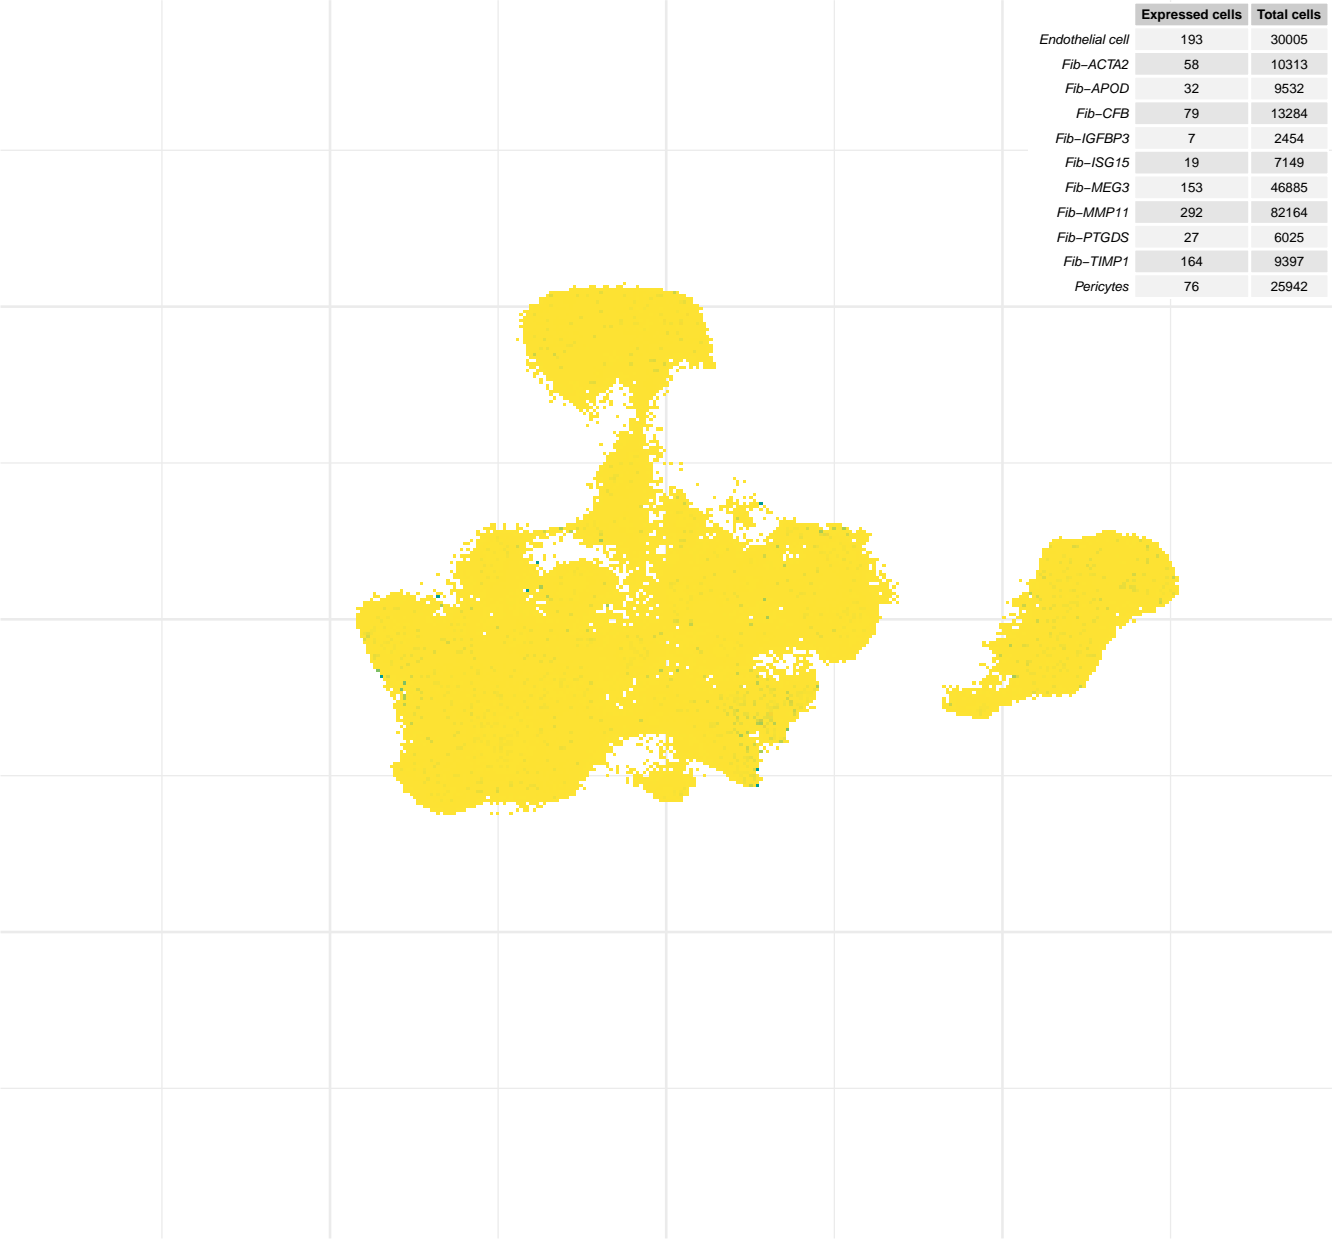 Expressed cells Total cells
Endothelial cell 193 30005
Fib−ACTA2 58 10313
Fib−APOD 32 9532
Fib−CFB 79 13284
Fib−IGFBP3 7 2454
Fib−ISG15 19 7149
Fib−MEG3 153 46885
Fib−MMP11 292 82164
Fib−PTGDS 27 6025
Fib−TIMP1 164 9397
Pericytes 76 25942